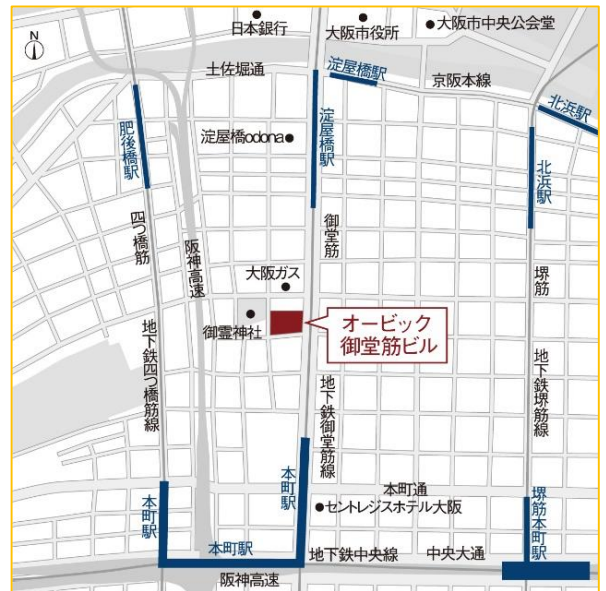 N
日本銀行
大阪市役所
大阪市中央公会堂
土佐堀通
淀屋橋駅
京阪本線
北浜駅
肥後橋駅
淀屋橋odona
淀屋橋駅
北浜駅
四つ橋筋
阪神高速
御堂筋
堺筋
大阪ガス
御霊神社
オービック
御堂筋ビル
地下鉄四つ橋筋線
地下鉄御堂筋線
地下鉄堺筋線
本町駅
本町駅
本町通
セントレジスホテル大阪
堺筋本町駅
本町駅
地下鉄中央線
中央大通
阪神高速